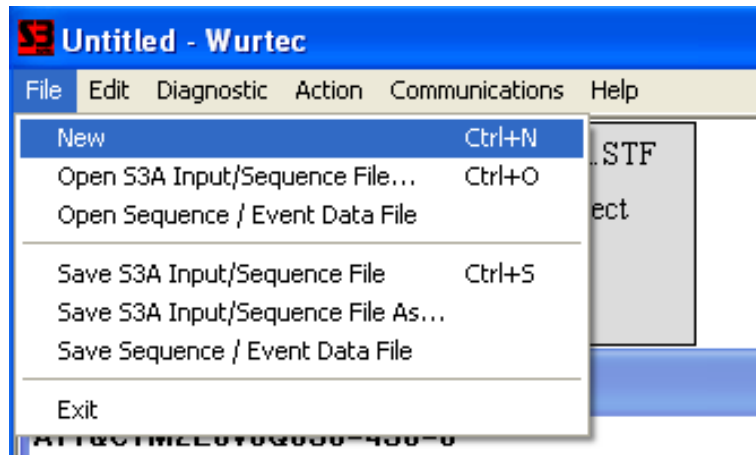 S3 Untitled - Wurtec
File Edit Diagnostic Action Communications Help
New Ctrl+N
.STF
Open S3A Input/Sequence File... Ctrl+O
Open Sequence / Event Data File
ect
Save S3A Input/Sequence File Ctrl+S
Save S3A Input/Sequence File As...
Save Sequence / Event Data File
Exit